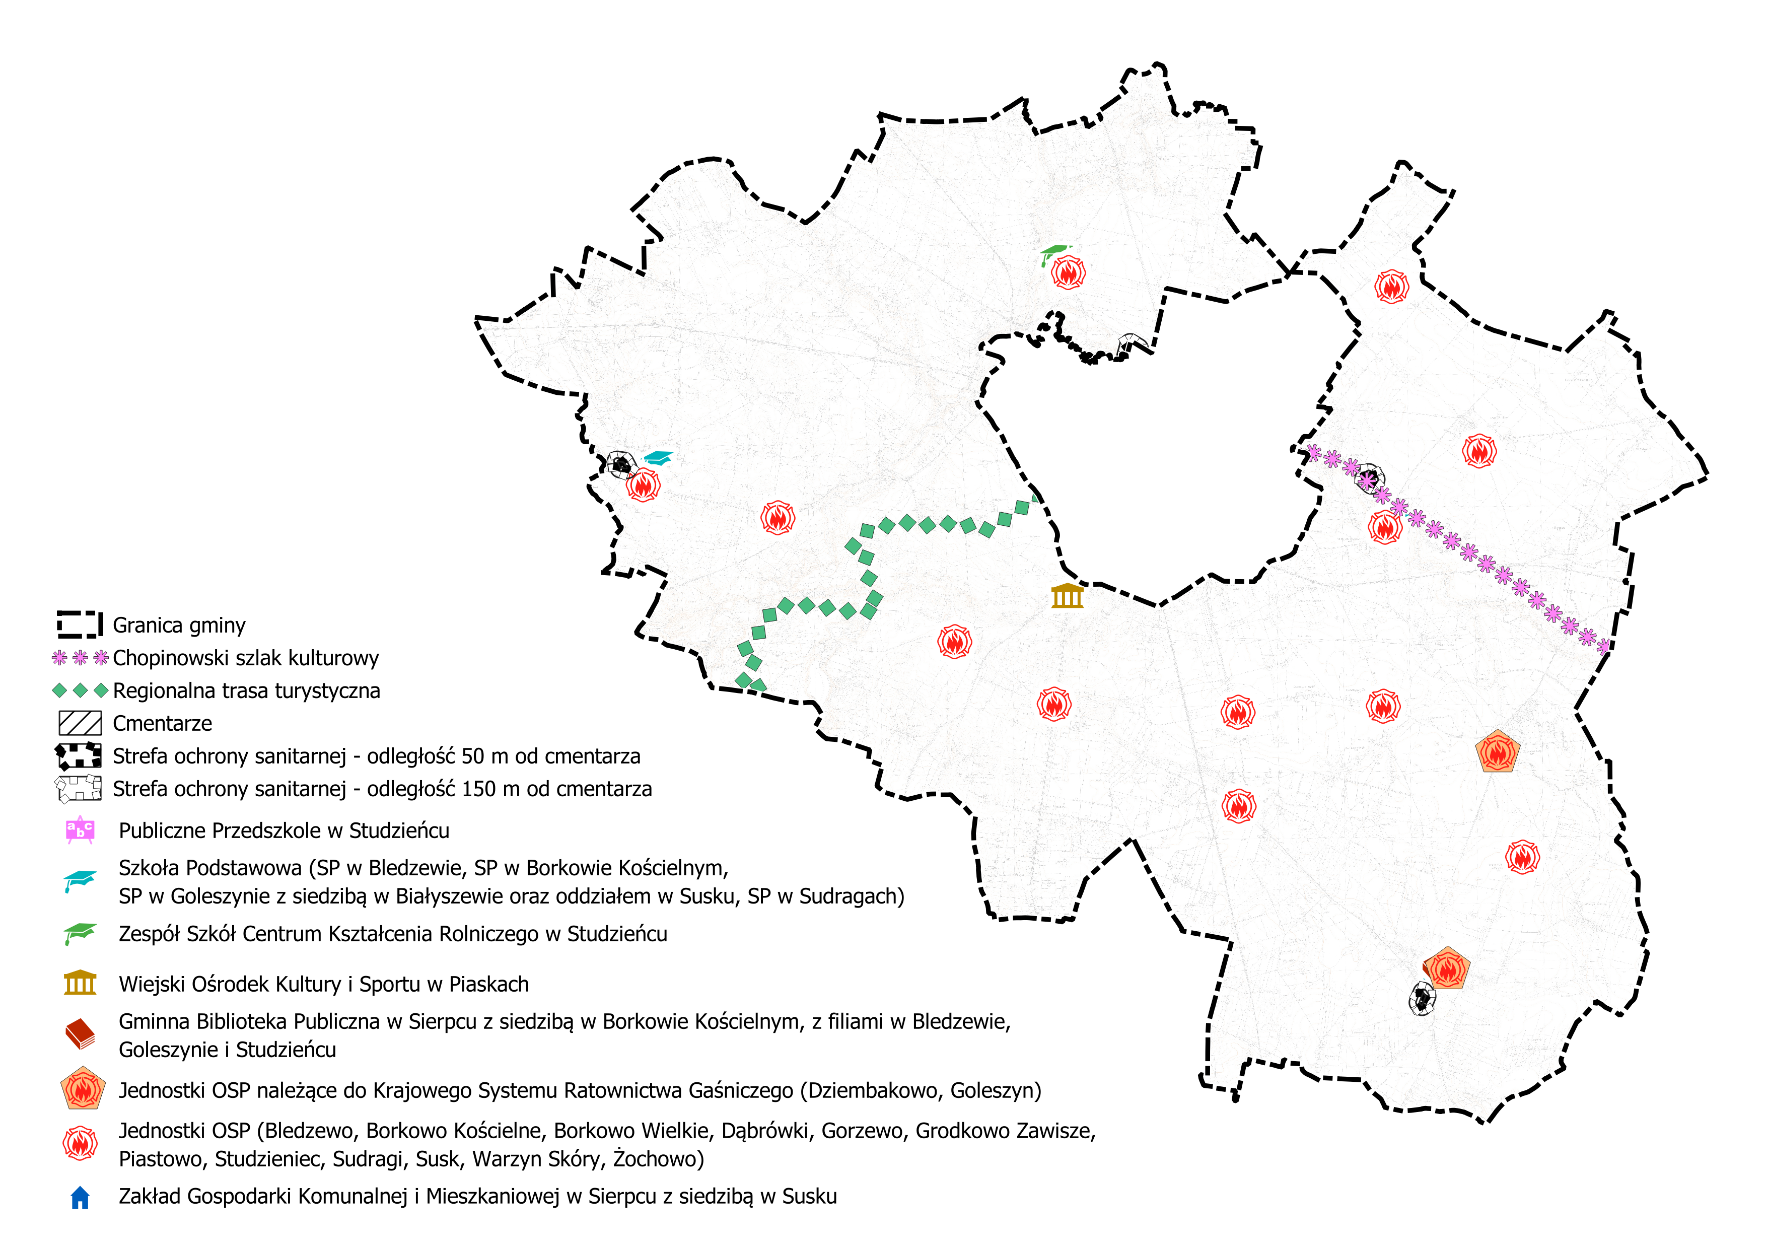 Granica gminy
Chopinowski szlak kulturowy
Regionalna trasa turystyczna
Cmentarze
Strefa ochrony sanitarnej - odległość 50 m od cmentarza
Strefa ochrony sanitarnej - odległość 150 m od cmentarza
a b c
Publiczne Przedszkole w Studzieńcu
Szkoła Podstawowa (SP w Bledzewie, SP w Borkowie Kościelnym,
SP w Goleszynie z siedzibą w Białyszewie oraz oddziałem w Susku, SP w Sudragach)
Zespół Szkół Centrum Kształcenia Rolniczego w Studzieńcu
Wiejski Ośrodek Kultury i Sportu w Piaskach
Gminna Biblioteka Publiczna w Sierpcu z siedzibą w Borkowie Kościelnym, z filiami w Bledzewie,
Goleszynie i Studzieńcu
Jednostki OSP należące do Krajowego Systemu Ratownictwa Gaśniczego (Dziembakowo, Goleszyn)
Jednostki OSP (Bledzewo, Borkowo Kościelne, Borkowo Wielkie, Dąbrówki, Gorzewo, Grodkowo Zawisze,
Piastowo, Studzieniec, Sudragi, Susk, Warzyn Skóry, Żochowo)
Zakład Gospodarki Komunalnej i Mieszkaniowej w Sierpcu z siedzibą w Susku